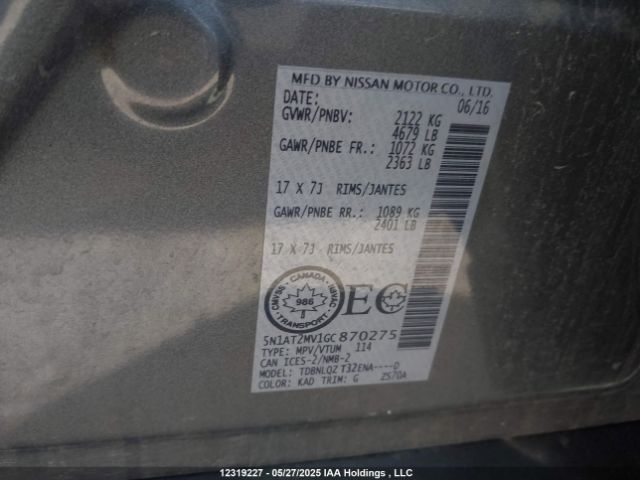 MFD BY NISSAN MOTOR CO., LTD.
DATE: 06/16
GVWR/PNBV: 2122 KG
4679 LB
GAWR/PNBE FR.: 1072 KG
2363 LB
17 X 7J RIMS/JANTES
GAWR/PNBE RR.: 1089 KG
2401 LB
17 X 7J RIMS/JANTES
CANADA
CMVSS NSVAC
986
TRANSPORT
EC
5N1AT2MV1GC870275
TYPE: MPV/VTUM 114
CAN ICES-2/NMB-2
MODEL: TDBNLQZ T32ENA----D
COLOR: KAD TRIM: G 2570A
12319227 - 05/27/2025 IAA Holdings , LLC